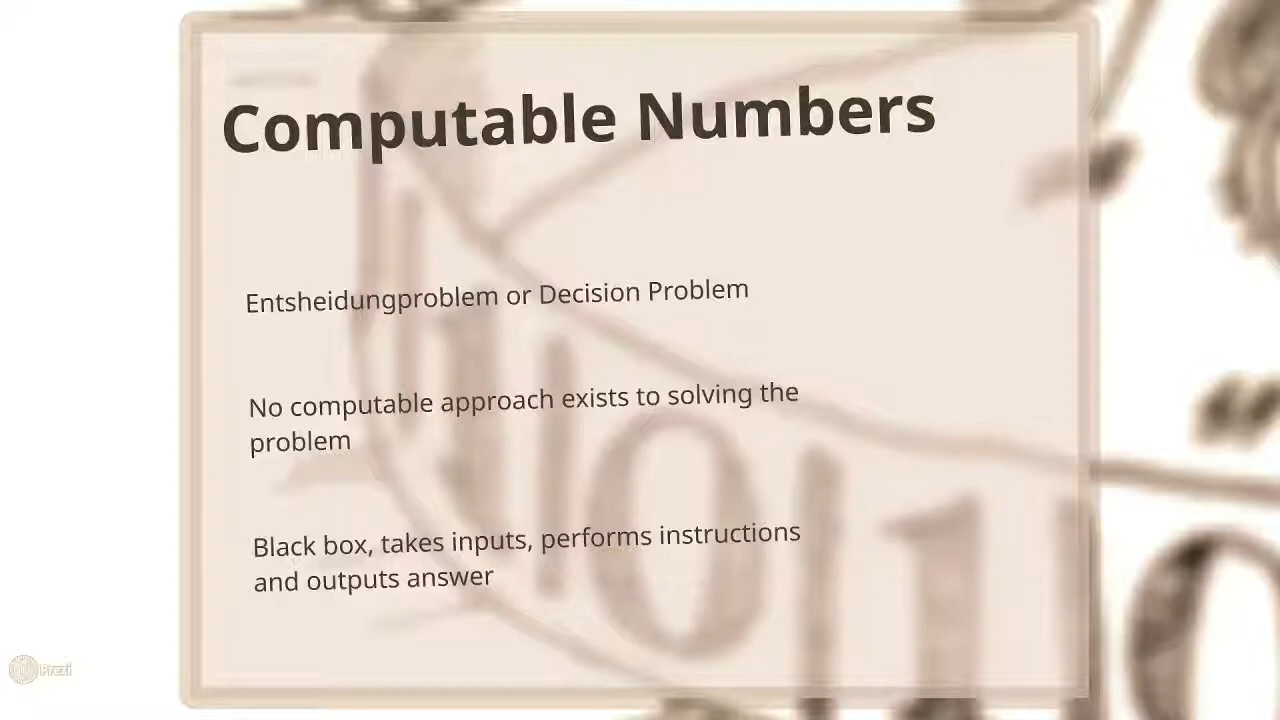 Computable Numbers
Entsheidungproblem or Decision Problem
No computable approach exists to solving the
problem
Black box, takes inputs, performs instructions
and outputs answer
Prezi